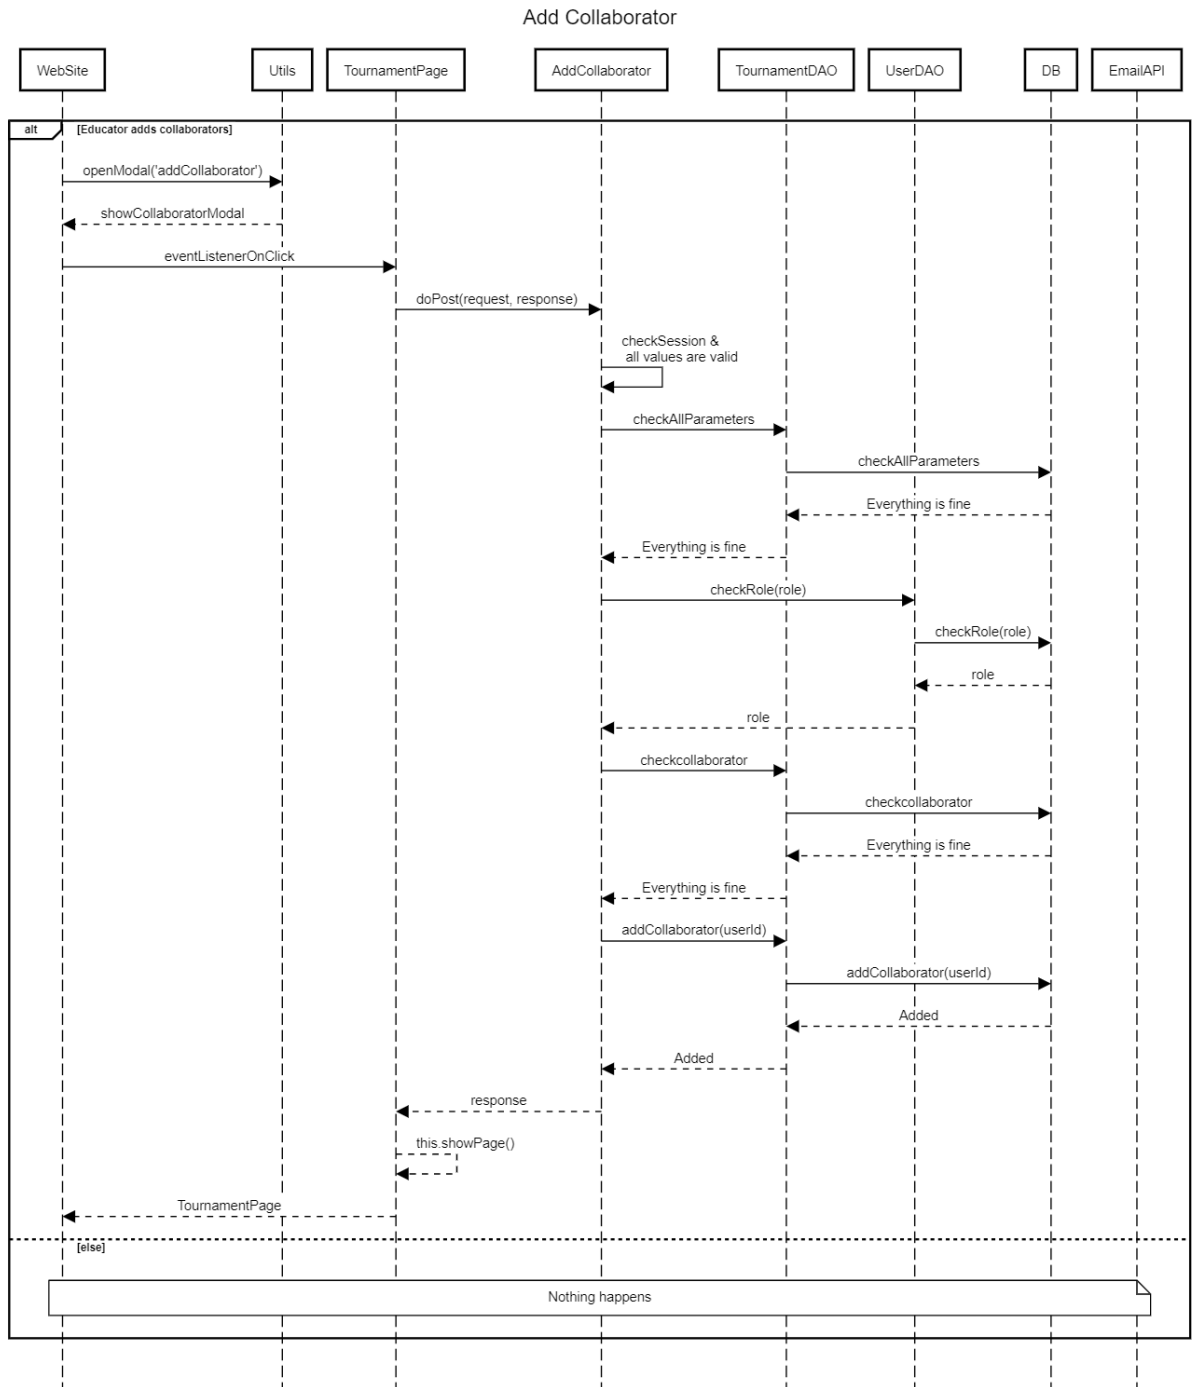 Add Collaborator
WebSite
Utils
TournamentPage
AddCollaborator
TournamentDAO
UserDAO
DB
EmailAPI
alt
[Educator adds collaborators]
openModal('addCollaborator')
showCollaboratorModal
eventListenerOnClick
doPost(request, response)
checkSession &
all values are valid
checkAllParameters
checkAllParameters
Everything is fine
Everything is fine
checkRole(role)
checkRole(role)
role
role
checkcollaborator
checkcollaborator
Everything is fine
Everything is fine
addCollaborator(userId)
addCollaborator(userId)
Added
Added
response
this.showPage()
TournamentPage
[else]
Nothing happens